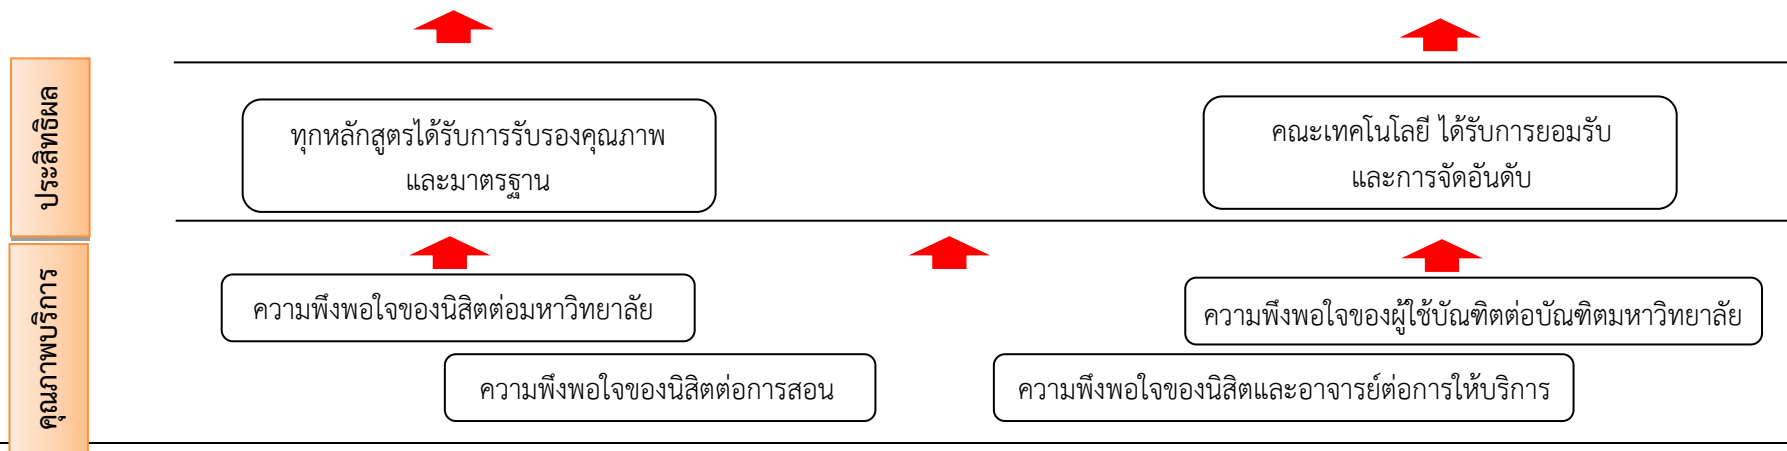 ประสิทธิผล
ทุกหลักสูตรได้รับการรับรองคุณภาพ
และมาตรฐาน
คณะเทคโนโลยี ได้รับการยอมรับ
และการจัดอันดับ
คุณภาพบริการ
ความพึงพอใจของนิสิตต่อมหาวิทยาลัย
ความพึงพอใจของผู้ใช้บัณฑิตต่อบัณฑิตมหาวิทยาลัย
ความพึงพอใจของนิสิตต่อการสอน
ความพึงพอใจของนิสิตและอาจารย์ต่อการให้บริการ